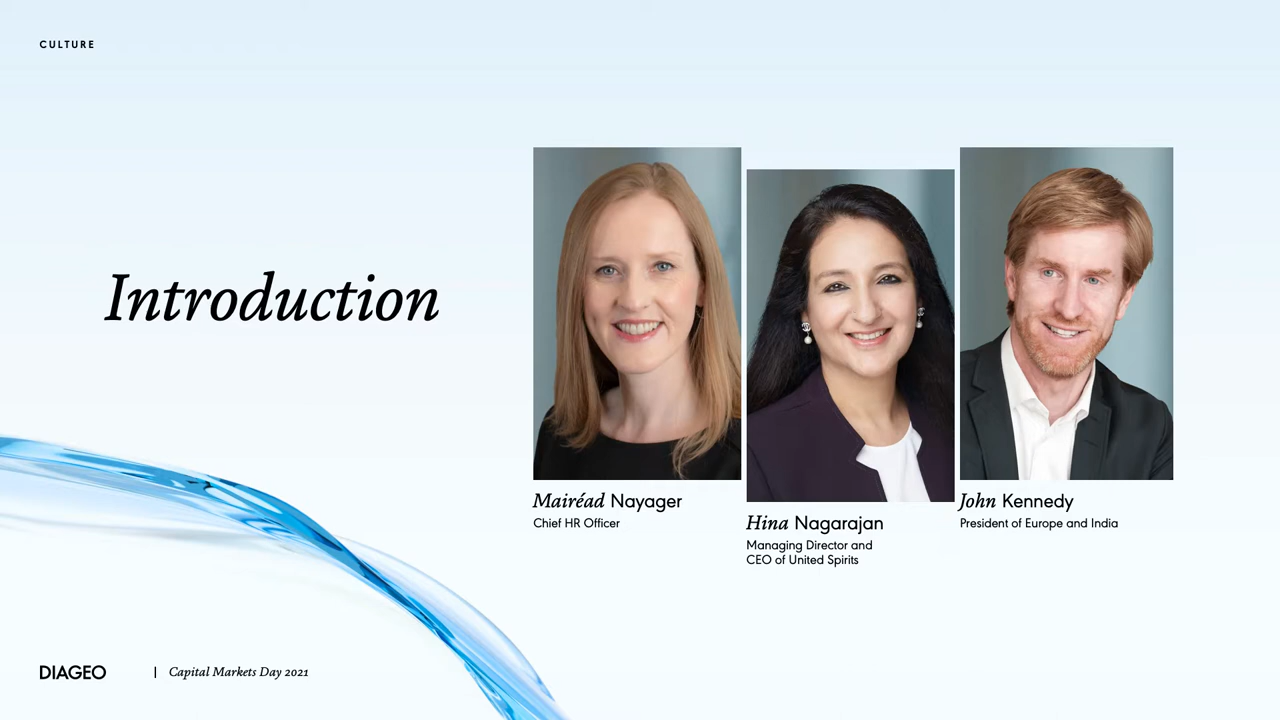 CULTURE
Introduction
Mairéad Nayager
Chief HR Officer
Hina Nagarajan
Managing Director and
CEO of United Spirits
John Kennedy
President of Europe and India
DIAGEO | Capital Markets Day 2021